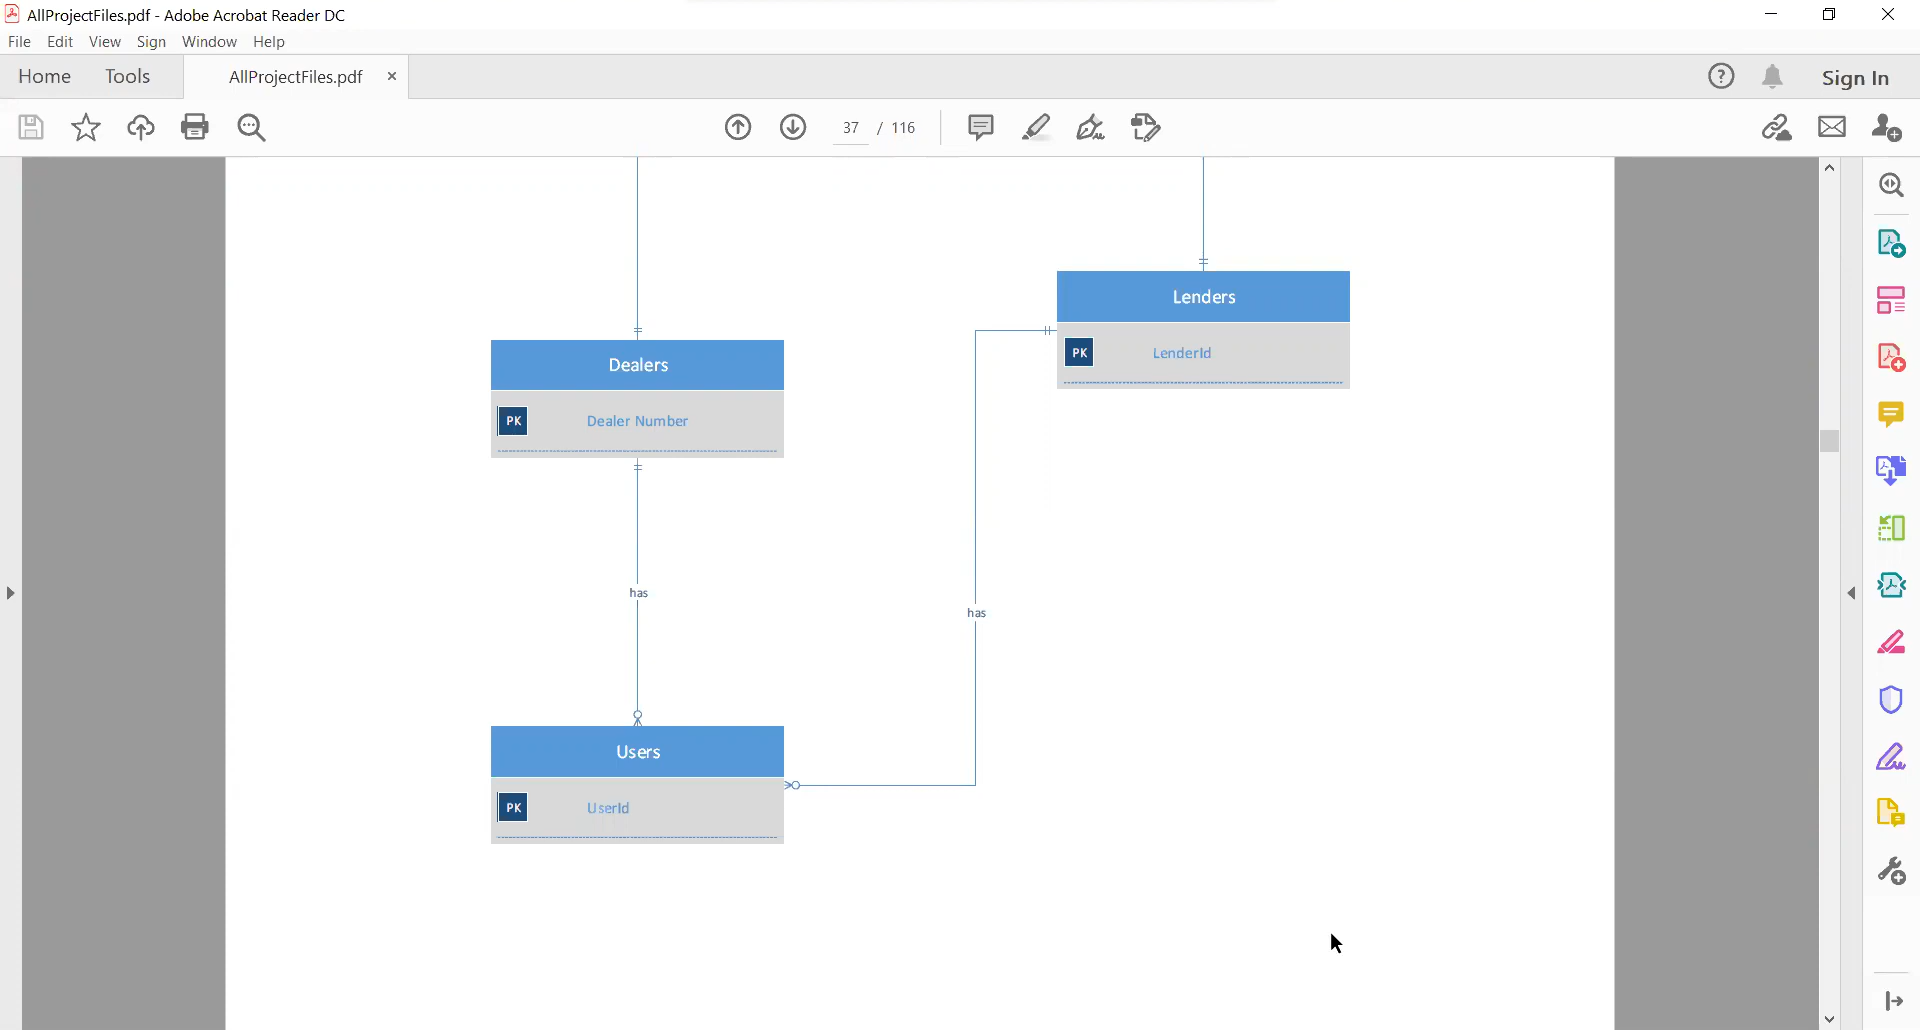 AllProjectFiles.pdf - Adobe Acrobat Reader DC
File Edit View Sign Window Help
Home Tools AllProjectFiles.pdf Sign In
37 / 116
Lenders
PK LenderId
Dealers
PK Dealer Number
has
has
Users
PK UserId